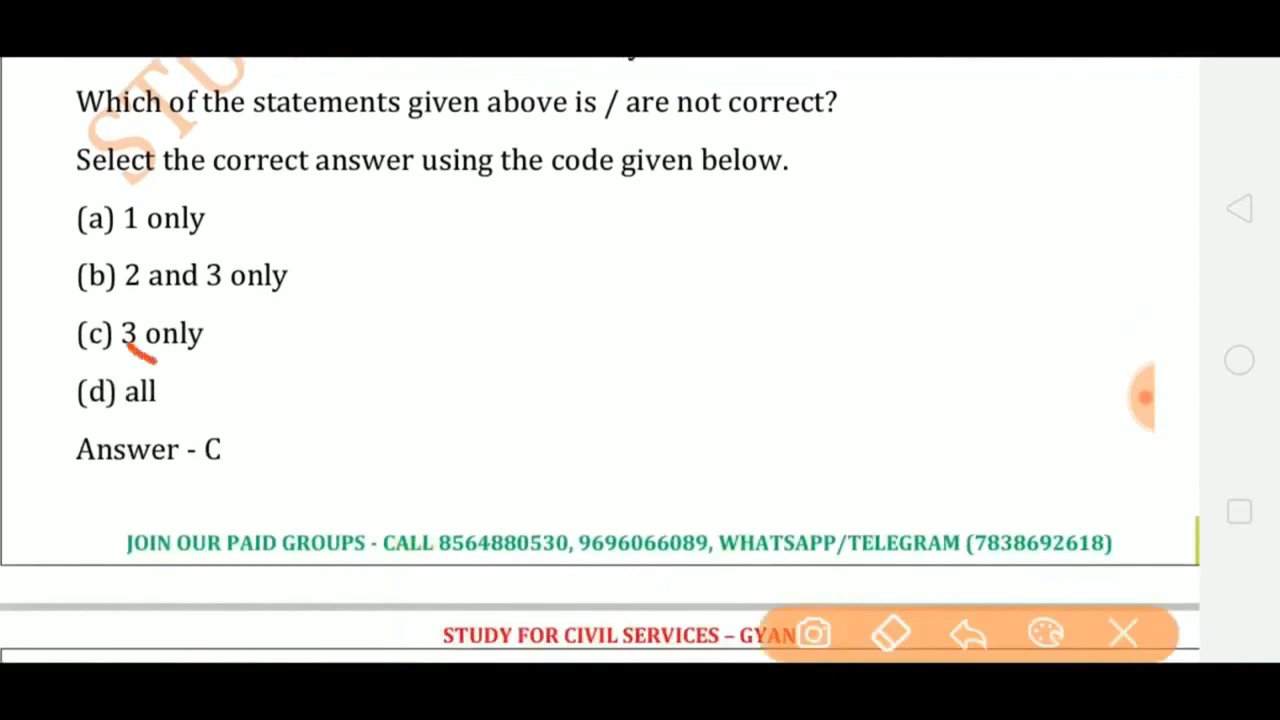 Which of the statements given above is / are not correct?
Select the correct answer using the code given below.
(a) 1 only
(b) 2 and 3 only
(c) 3 only
(d) all
Answer - C
JOIN OUR PAID GROUPS - CALL 8564880530, 9696066089, WHATSAPP/TELEGRAM (7838692618)
STUDY FOR CIVIL SERVICES – GYAN